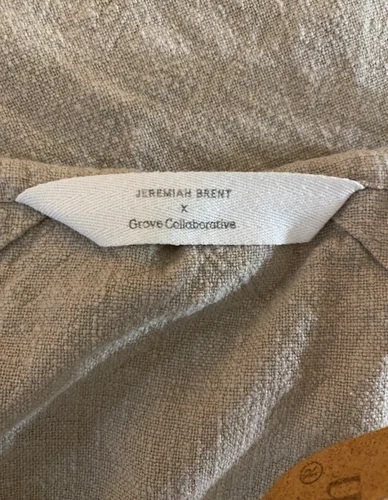 JEREMIAH BRENT
x
Grove Collaborative